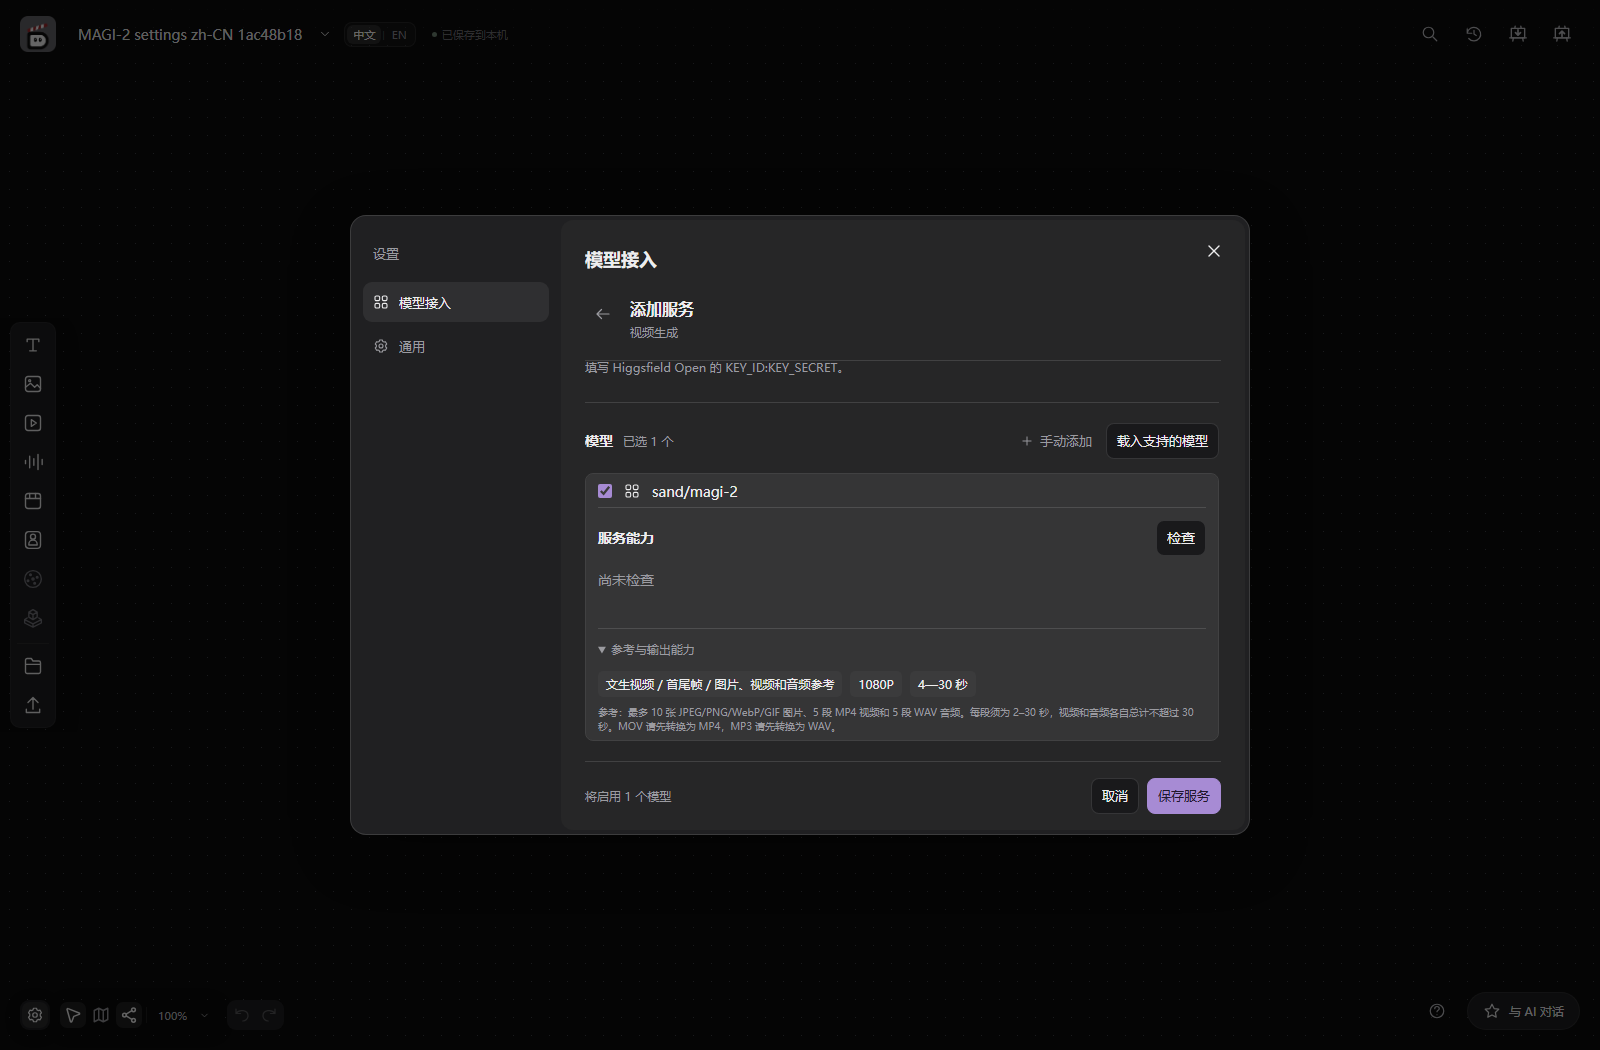 MAGI-2 settings zh-CN 1ac48b18
中文 EN
已保存到本机
设置
模型接入
通用
模型接入
添加服务
视频生成
填写 Higgsfield Open 的 KEY_ID:KEY_SECRET。
模型 已选 1 个
手动添加
载入支持的模型
sand/magi-2
服务能力
检查
尚未检查
参考与输出能力
文生视频 / 首尾帧 / 图片、视频和音频参考
1080P
4—30 秒
参考：最多 10 张 JPEG/PNG/WebP/GIF 图片、5 段 MP4 视频和 5 段 WAV 音频。每段须为 2–30 秒，视频和音频各自总计不超过 30
秒。MOV 请先转换为 MP4，MP3 请先转换为 WAV。
将启用 1 个模型
取消
保存服务
100%
与 AI 对话